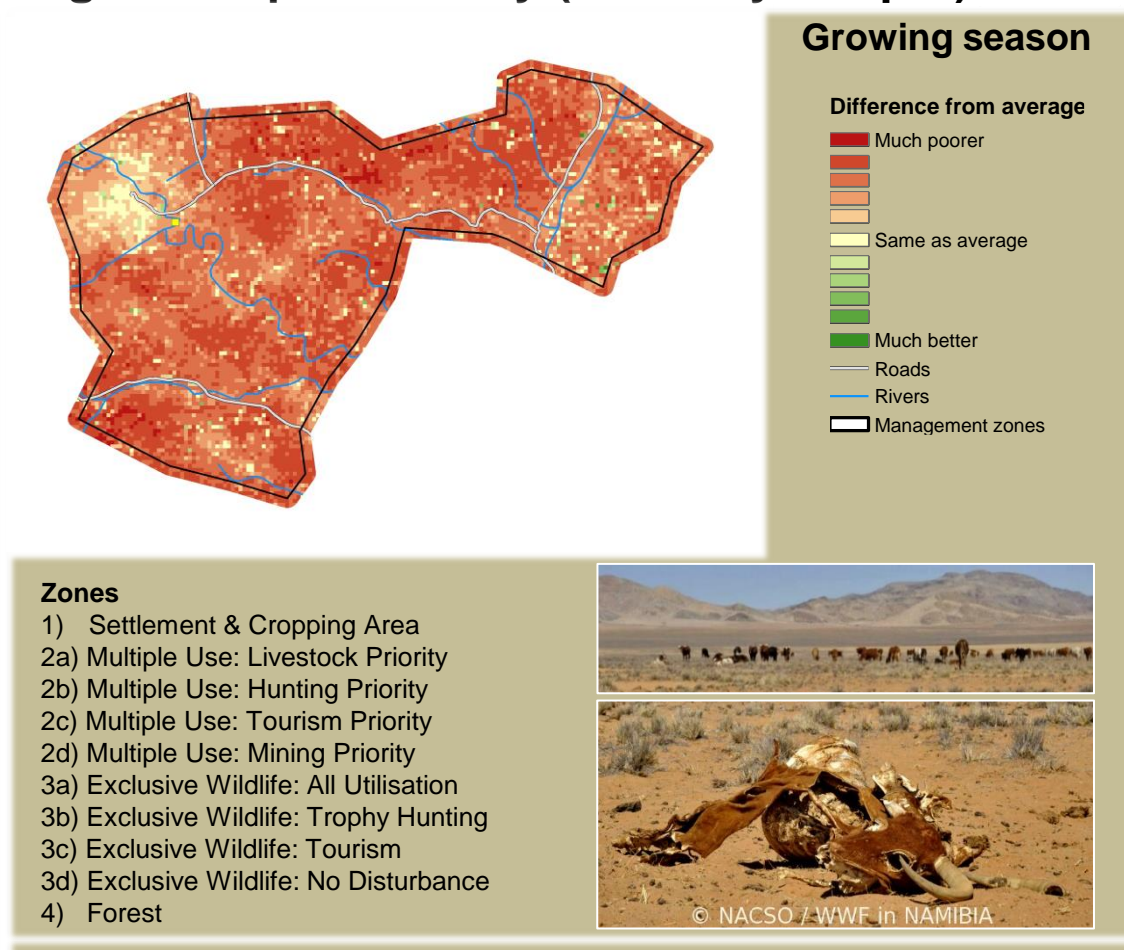 Growing season
Difference from average
Much poorer
Same as average
Much better
Roads
Rivers
Management zones
Zones
1) Settlement & Cropping Area
2a) Multiple Use: Livestock Priority
2b) Multiple Use: Hunting Priority
2c) Multiple Use: Tourism Priority
2d) Multiple Use: Mining Priority
3a) Exclusive Wildlife: All Utilisation
3b) Exclusive Wildlife: Trophy Hunting
3c) Exclusive Wildlife: Tourism
3d) Exclusive Wildlife: No Disturbance
4) Forest
© NACSO / WWF in NAMIBIA